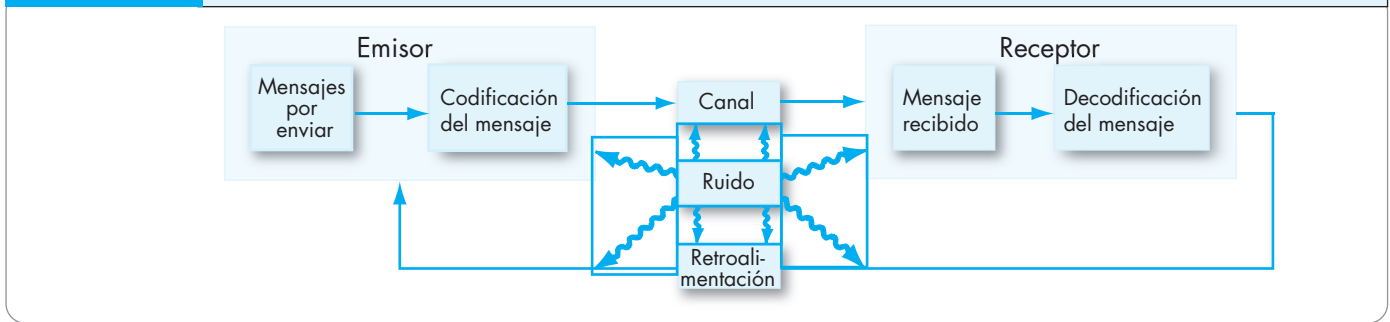 Emisor
Mensajes
por
enviar
Codificación
del mensaje
Canal
Ruido
Retroali-
mentación
Receptor
Mensaje
recibido
Decodificación
del mensaje